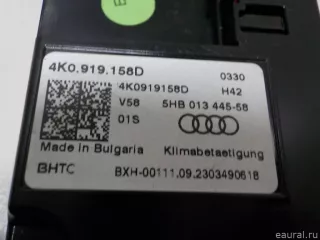 4K0.919.158D
0330
4K0919158D H42
V58 5HB 013 445-58
01S
Made in Bulgaria Klimabetaetigung
BHTC BXH-00111.09.2303490618
eaural.ru